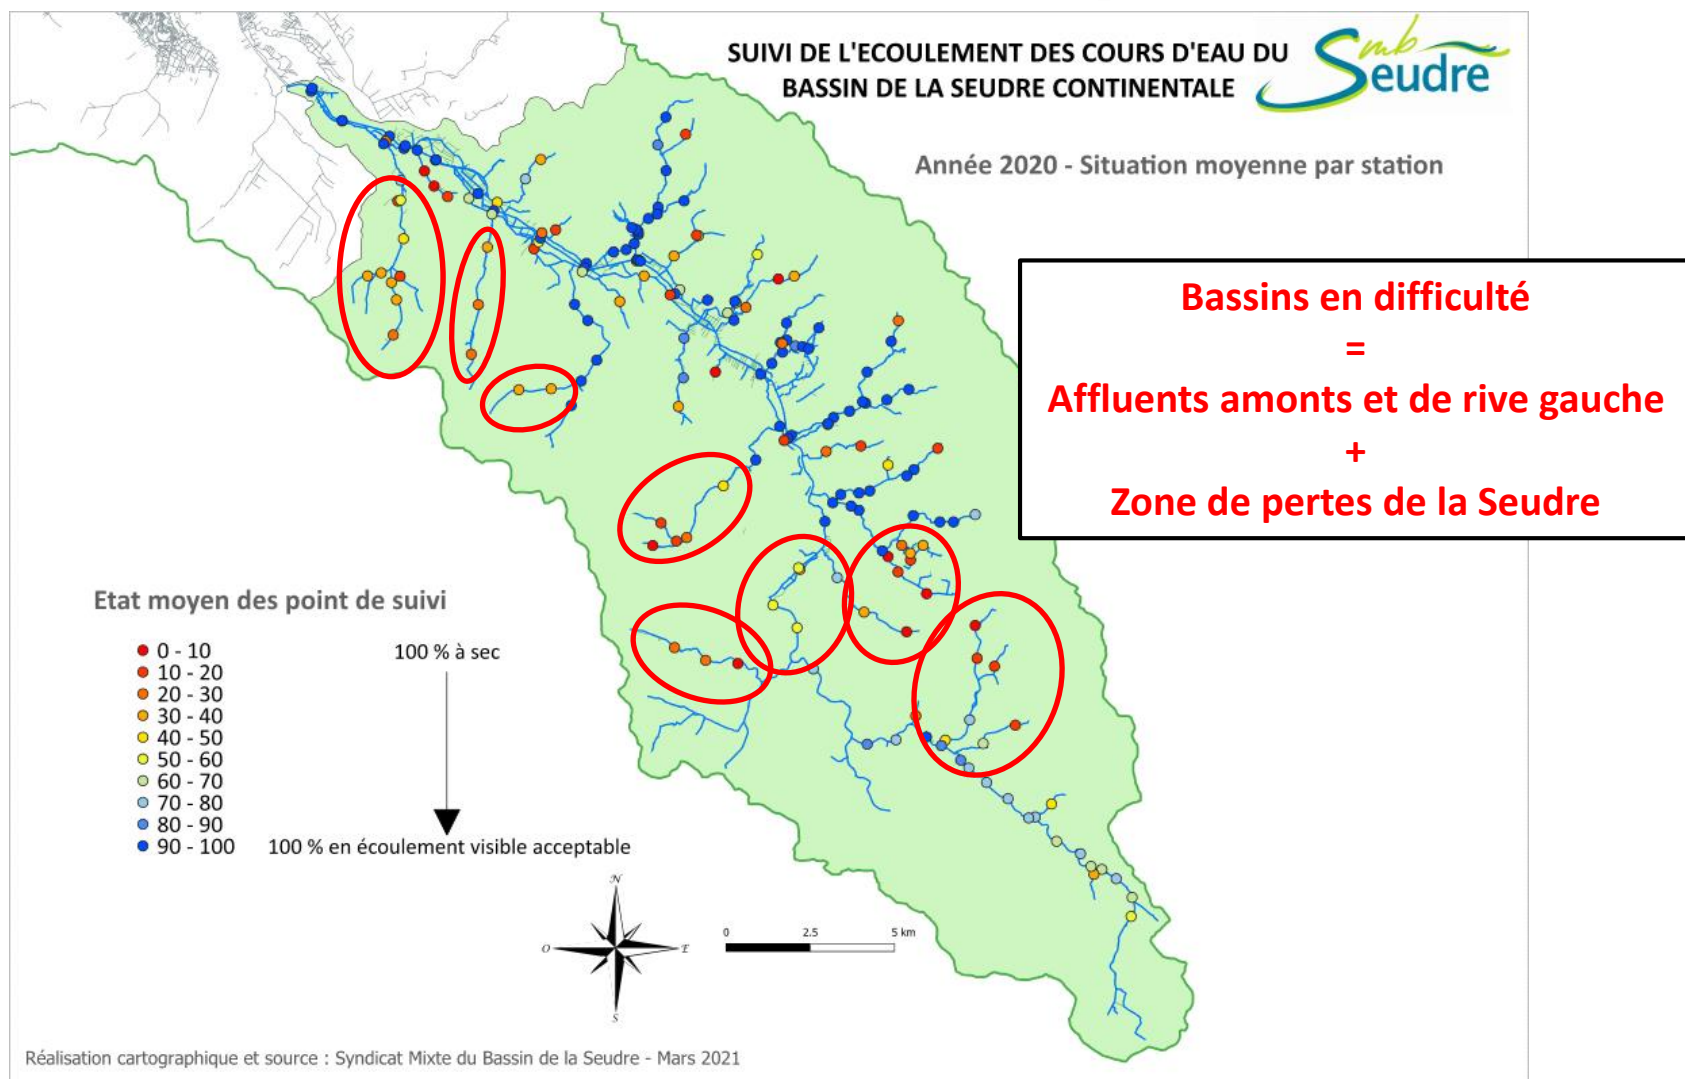 SUIVI DE L'ECOULEMENT DES COURS D'EAU DU
BASSIN DE LA SEUDRE CONTINENTALE
smb
Seudre
Année 2020 - Situation moyenne par station
Bassins en difficulté
=
Affluents amonts et de rive gauche
+
Zone de pertes de la Seudre
Etat moyen des point de suivi
0 - 10
10 - 20
20 - 30
30 - 40
40 - 50
50 - 60
60 - 70
70 - 80
80 - 90
90 - 100
100 % à sec
100 % en écoulement visible acceptable
N
O
E
S
0 2.5 5 km
Réalisation cartographique et source : Syndicat Mixte du Bassin de la Seudre - Mars 2021